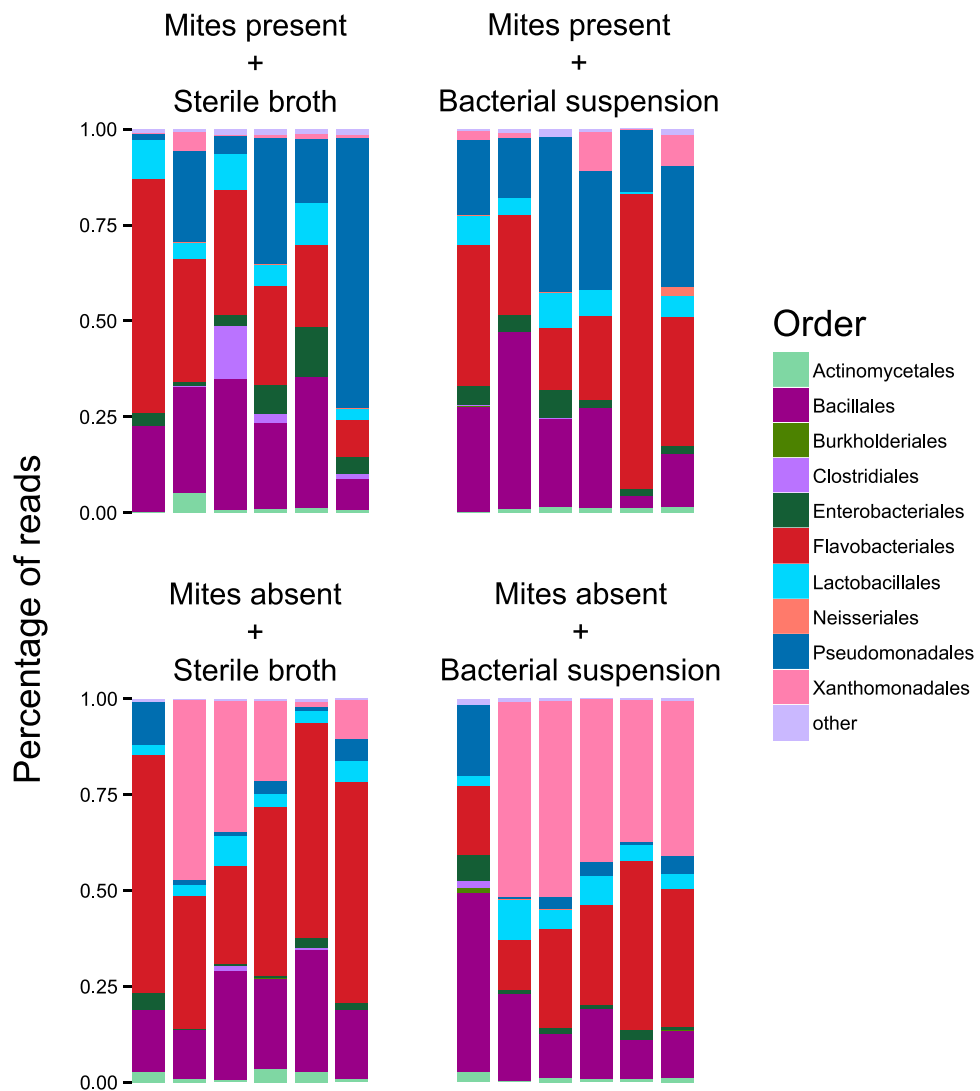 Mites present
+
Sterile broth
Mites present
+
Bacterial suspension
1.00
0.75
0.50
0.25
0.00
Mites absent
+
Sterile broth
Mites absent
+
Bacterial suspension
1.00
0.75
0.50
0.25
0.00
Percentage of reads
Order
Actinomycetales
Bacillales
Burkholderiales
Clostridiales
Enterobacteriales
Flavobacteriales
Lactobacillales
Neisseriales
Pseudomonadales
Xanthomonadales
other